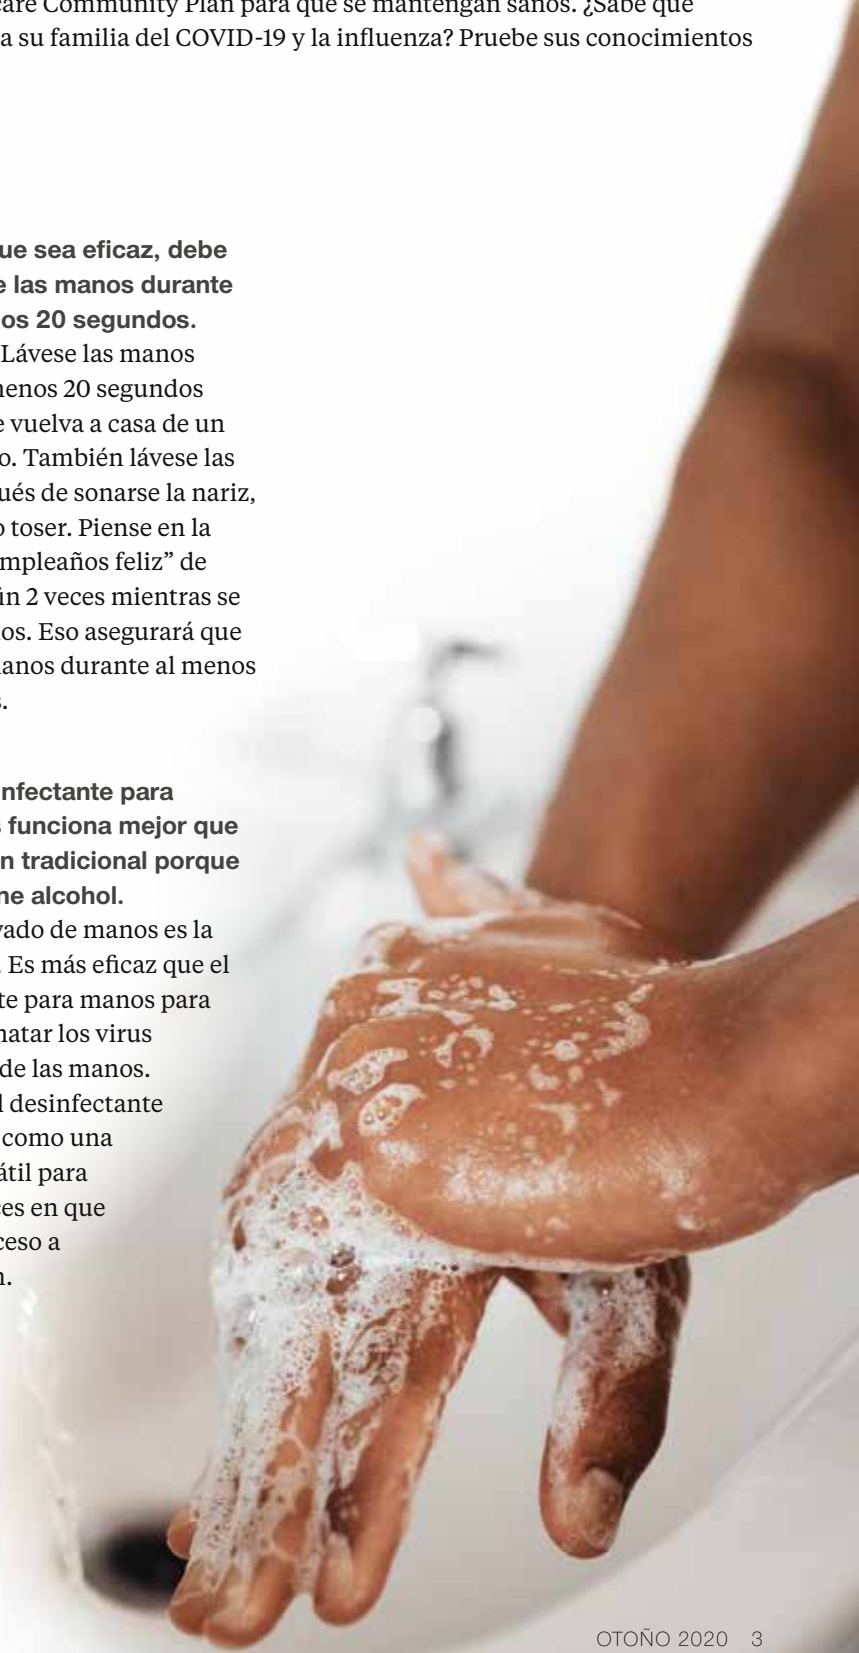 care Community Plan para que se mantengan sanos. ¿Sabe qué
a su familia del COVID-19 y la influenza? Pruebe sus conocimientos
ue sea eficaz, debe
e las manos durante
os 20 segundos.
Lávese las manos
menos 20 segundos
e vuelva a casa de un
o. También lávese las
ués de sonarse la nariz,
o toser. Piense en la
mpleaños feliz” de
fin 2 veces mientras se
os. Eso asegurará que
anos durante al menos
s.
nfectante para
s funciona mejor que
n tradicional porque
ne alcohol.
vado de manos es la
. Es más eficaz que el
te para manos para
matar los virus
de las manos.
l desinfectante
como una
átil para
ces en que
ceso a
n.
OTOÑO 2020 3